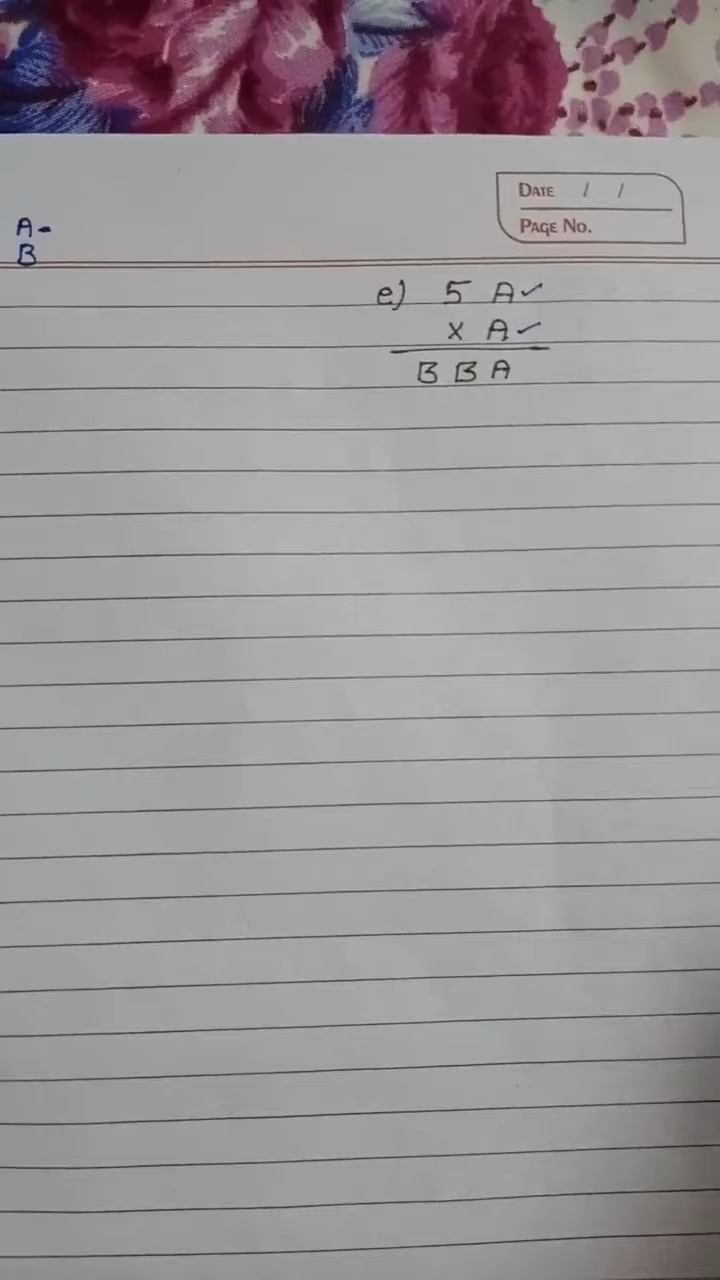 DATE / /
PAGE NO.
A-
B
e) 5 A✓
x A✓
B B A